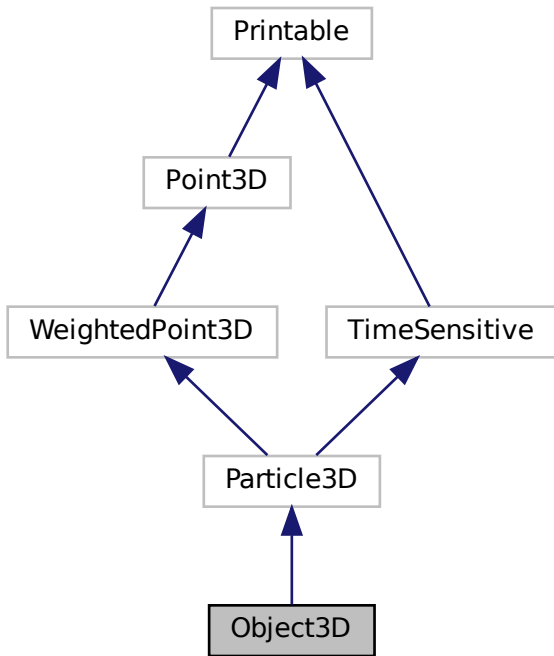 Printable
Point3D
WeightedPoint3D
TimeSensitive
Particle3D
Object3D